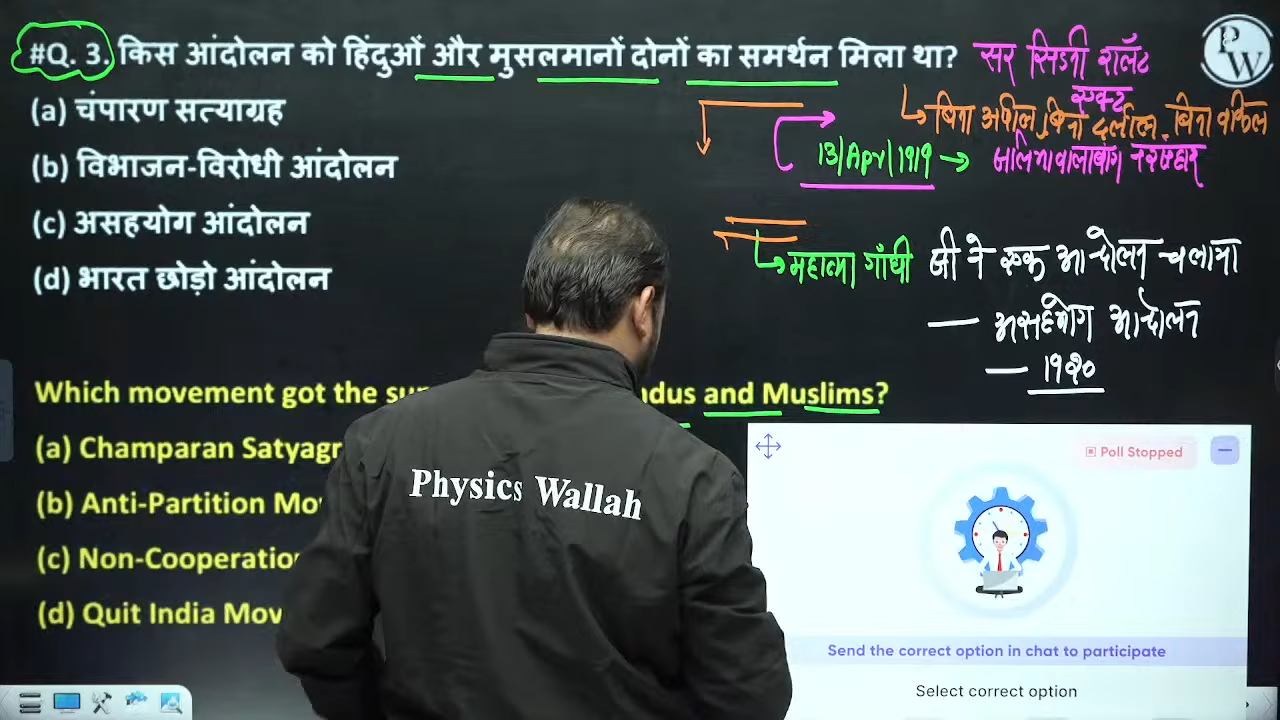 #Q. 3. किस आंदोलन को हिंदुओं और मुसलमानों दोनों का समर्थन मिला था?
(a) चंपारण सत्याग्रह
(b) विभाजन-विरोधी आंदोलन
(c) असहयोग आंदोलन
(d) भारत छोड़ो आंदोलन
सर सिडनी रॉलेट
एक्ट
बिना अपील, बिना दलील, बिना वकील
13/Apr/1919 → जलियावालाबाग नरसंहार
महात्मा गाँधी जी ने एक आन्दोलन चलाया
— असहयोग आन्दोलन
— 1920
Which movement got the su ndus and Muslims?
(a) Champaran Satyagr
(b) Anti-Partition Mo
(c) Non-Cooperatio
(d) Quit India Mov
Physics Wallah
PW
Poll Stopped
Send the correct option in chat to participate
Select correct option